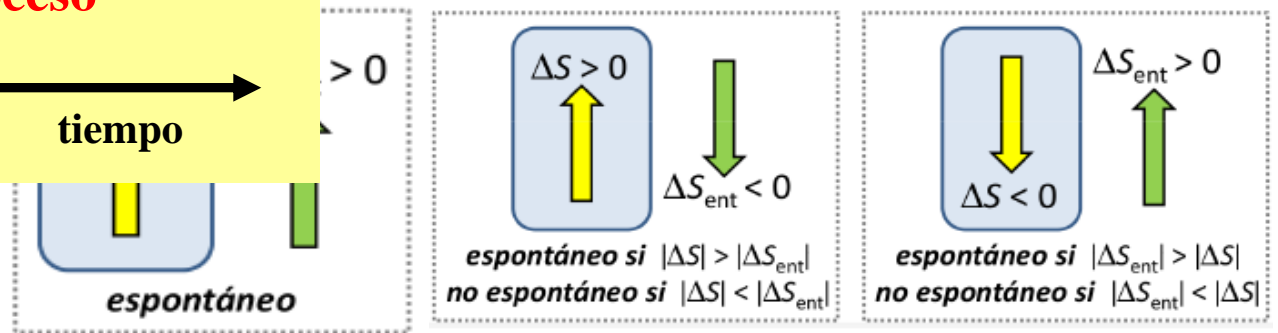 > 0
tiempo
espontáneo
ΔS > 0
ΔS_ent < 0
espontáneo si |ΔS| > |ΔS_ent|
no espontáneo si |ΔS| < |ΔS_ent|
ΔS_ent > 0
ΔS < 0
espontáneo si |ΔS_ent| > |ΔS|
no espontáneo si |ΔS_ent| < |ΔS|